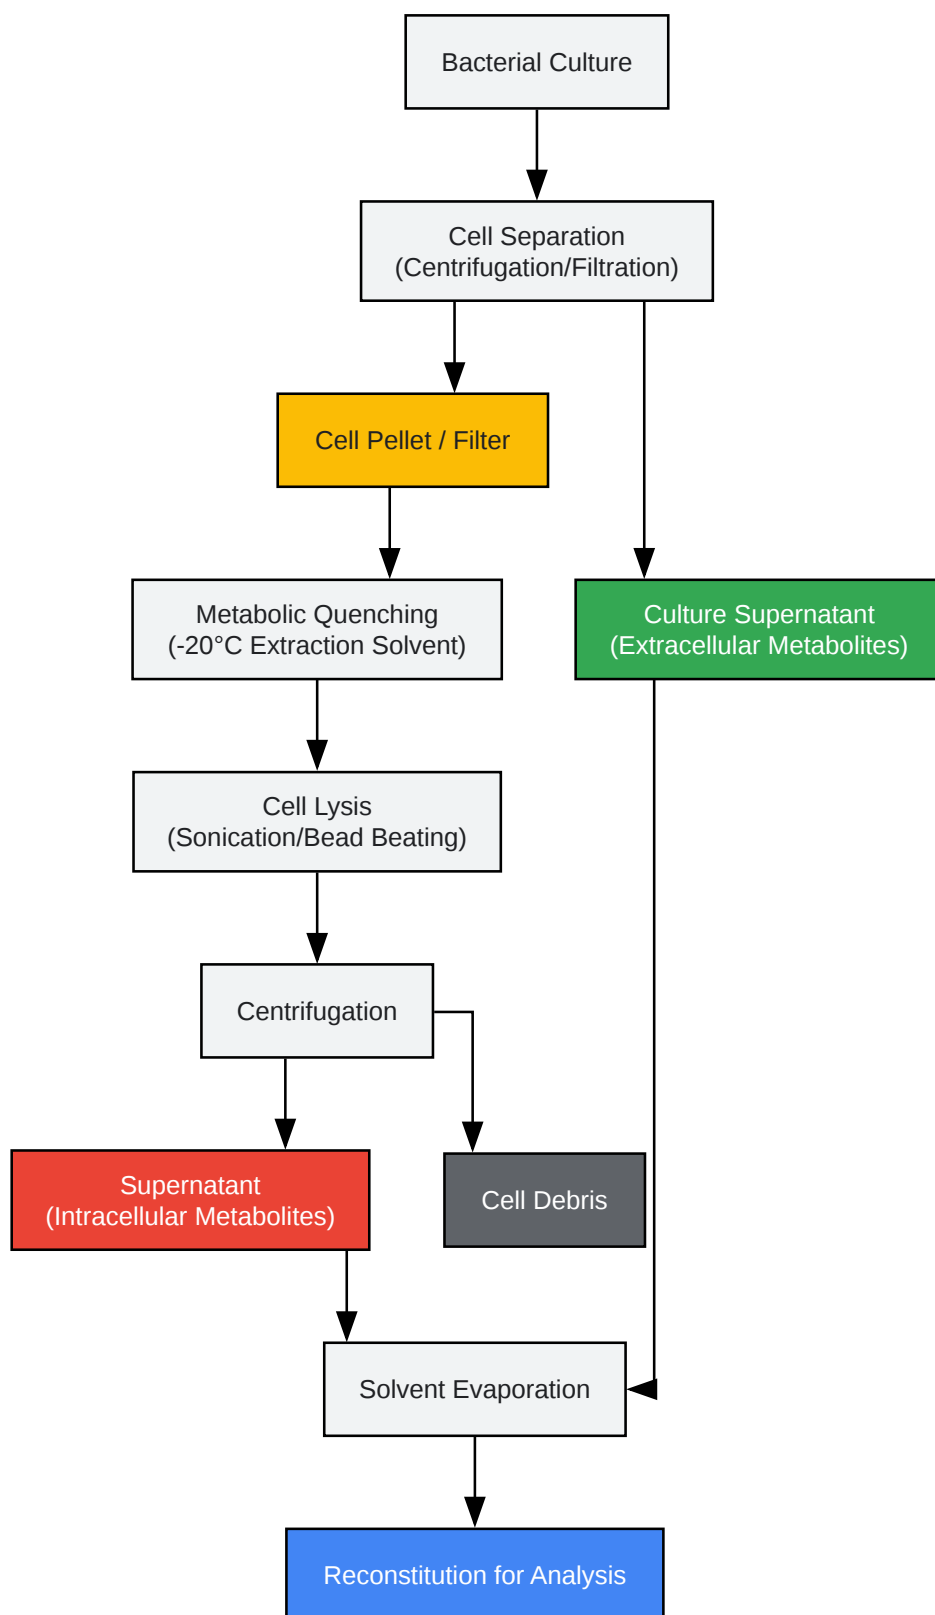 Bacterial Culture
Cell Separation
(Centrifugation/Filtration)
Cell Pellet / Filter
Metabolic Quenching
(-20°C Extraction Solvent)
Culture Supernatant
(Extracellular Metabolites)
Cell Lysis
(Sonication/Bead Beating)
Centrifugation
Supernatant
(Intracellular Metabolites)
Cell Debris
Solvent Evaporation
Reconstitution for Analysis